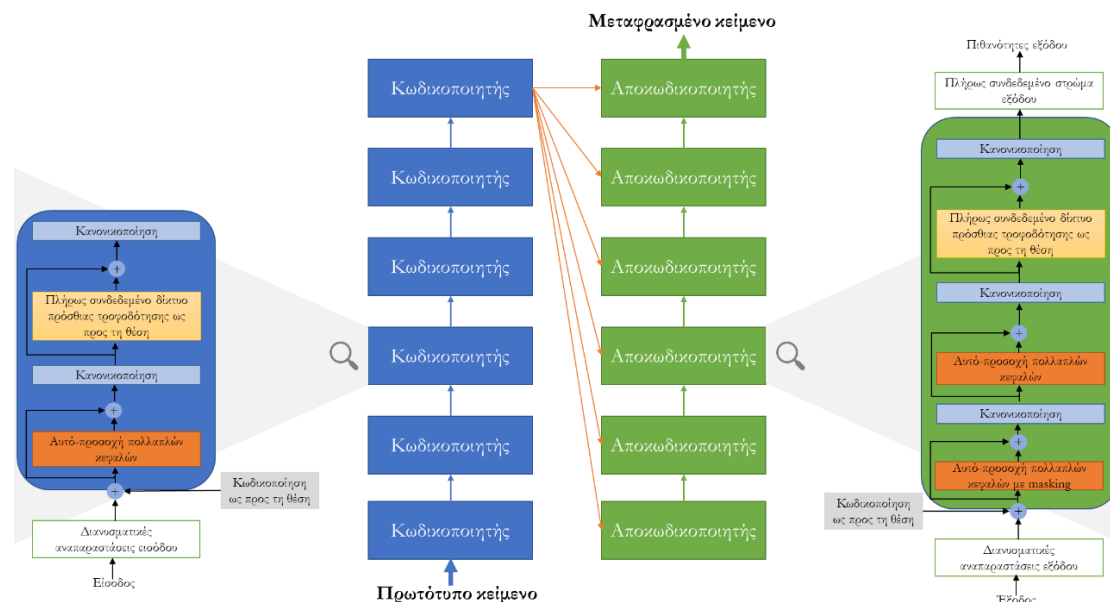 Μεταφρασμένο κείμενο
Κωδικοποιητής
Κωδικοποιητής
Κωδικοποιητής
Κωδικοποιητής
Κωδικοποιητής
Κωδικοποιητής
Πρωτότυπο κείμενο
Αποκωδικοποιητής
Αποκωδικοποιητής
Αποκωδικοποιητής
Αποκωδικοποιητής
Αποκωδικοποιητής
Αποκωδικοποιητής
Κανονικοποίηση
+
Πλήρως συνδεδεμένο δίκτυο
πρόσθιας τροφοδότησης ως
προς τη θέση
Κανονικοποίηση
+
Αυτό-προσοχή πολλαπλών
κεφαλών
+
Κωδικοποίηση
ως προς τη θέση
Διανυσματικές
αναπαραστάσεις εισόδου
Είσοδος
Πιθανότητες εξόδου
Πλήρως συνδεδεμένο στρώμα
εξόδου
Κανονικοποίηση
+
Πλήρως συνδεδεμένο δίκτυο
πρόσθιας τροφοδότησης ως
προς τη θέση
Κανονικοποίηση
+
Αυτό-προσοχή πολλαπλών
κεφαλών
Κανονικοποίηση
+
Αυτό-προσοχή πολλαπλών
κεφαλών με masking
Κωδικοποίηση
ως προς τη θέση
+
Διανυσματικές
αναπαραστάσεις εξόδου
Έξοδος